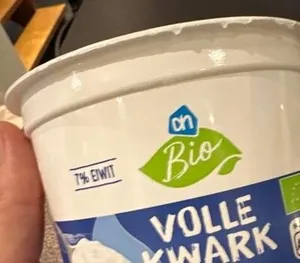 ah
Bio
7% EIWIT
VOLLE
KWARK